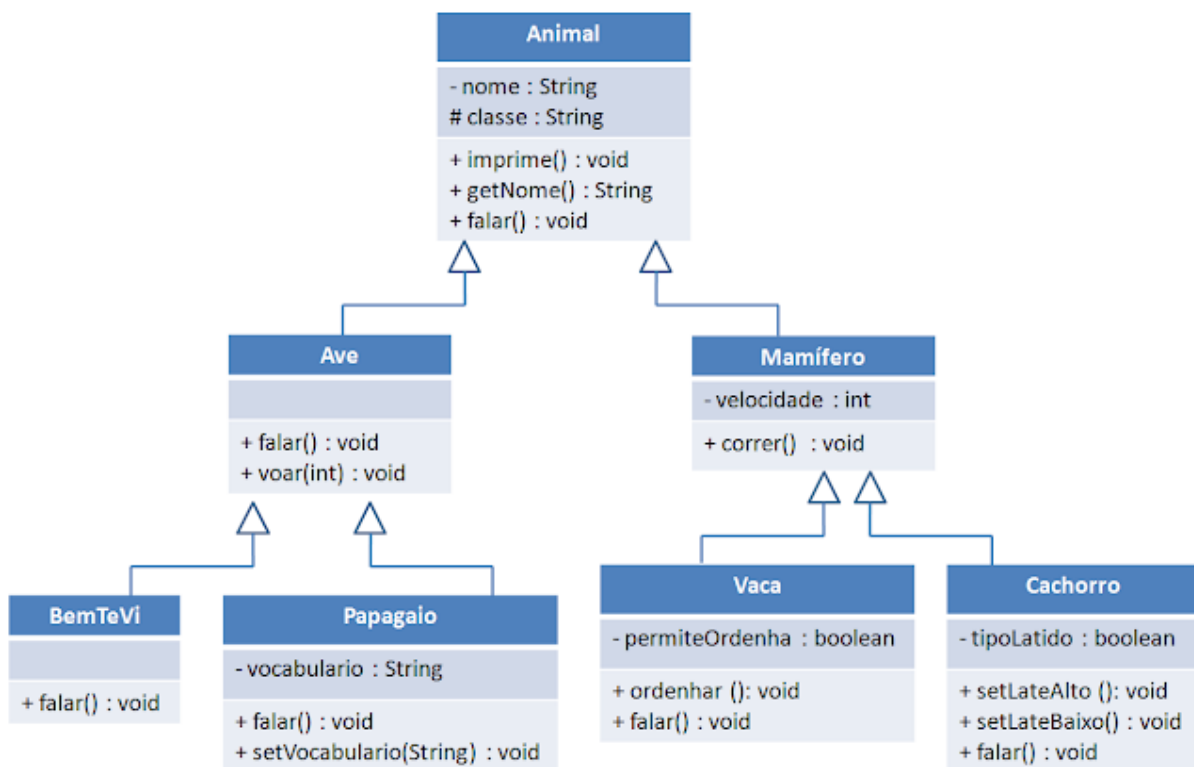 Animal
- nome : String
# classe : String
+ imprime() : void
+ getNome() : String
+ falar() : void
Ave
+ falar() : void
+ voar(int) : void
Mamífero
- velocidade : int
+ correr() : void
BemTeVi
+ falar() : void
Papagaio
- vocabulario : String
+ falar() : void
+ setVocabulario(String) : void
Vaca
- permiteOrdenha : boolean
+ ordenhar (): void
+ falar() : void
Cachorro
- tipoLatido : boolean
+ setLateAlto (): void
+ setLateBaixo() : void
+ falar() : void